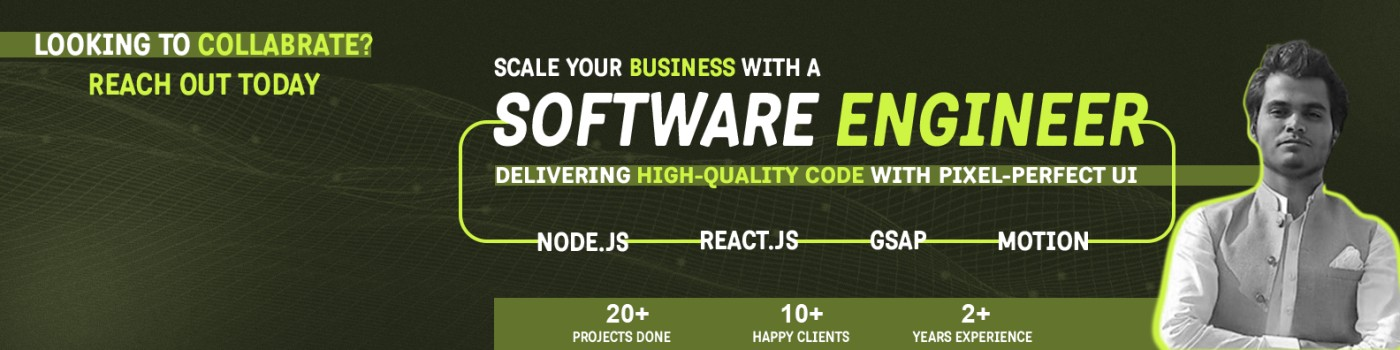 LOOKING TO COLLABRATE?
REACH OUT TODAY
SCALE YOUR BUSINESS WITH A
SOFTWARE ENGINEER
DELIVERING HIGH-QUALITY CODE WITH PIXEL-PERFECT UI
NODE.JS REACT.JS GSAP MOTION
20+ 10+ 2+
PROJECTS DONE HAPPY CLIENTS YEARS EXPERIENCE